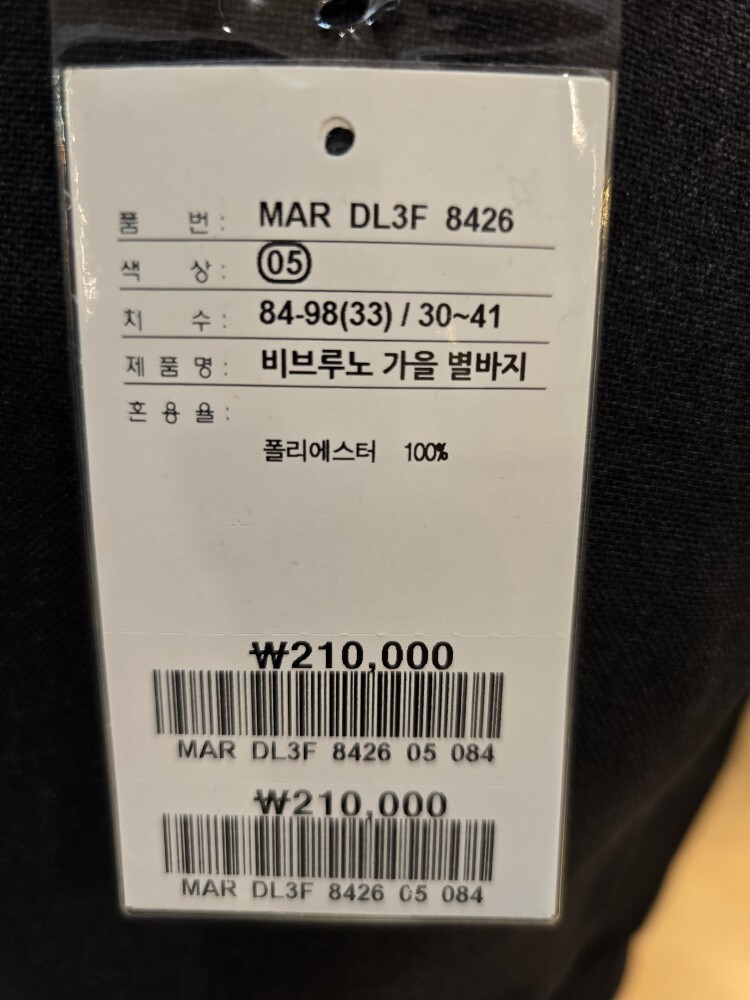 품 번 : MAR DL3F 8426
색 상 : 05
처 수 : 84-98(33) / 30~41
제 품 명 : 비브루노 가을 별바지
혼 용 율 :
폴리에스터 100%
₩210,000
MAR DL3F 8426 05 084
₩210,000
MAR DL3F 8426 05 084